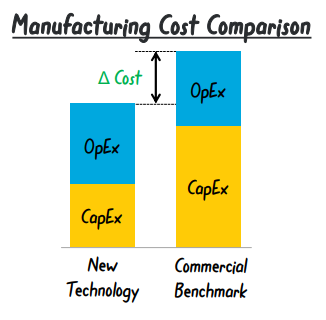 Manufacturing Cost Comparison
Δ Cost
OpEx
OpEx
CapEx
CapEx
New
Technology
Commercial
Benchmark